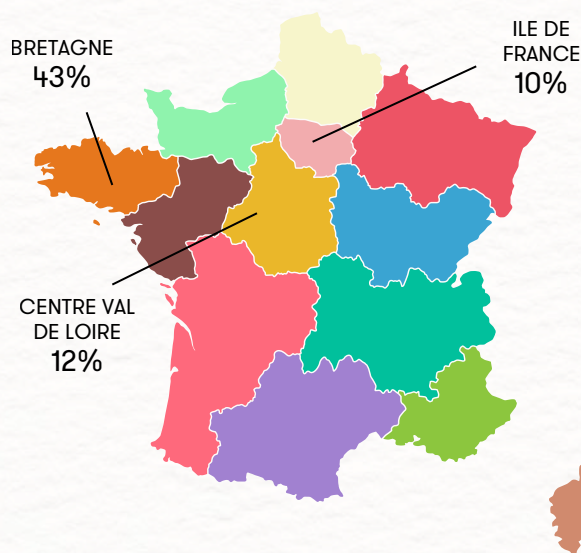 BRETAGNE
43%
ILE DE
FRANCE
10%
CENTRE VAL
DE LOIRE
12%